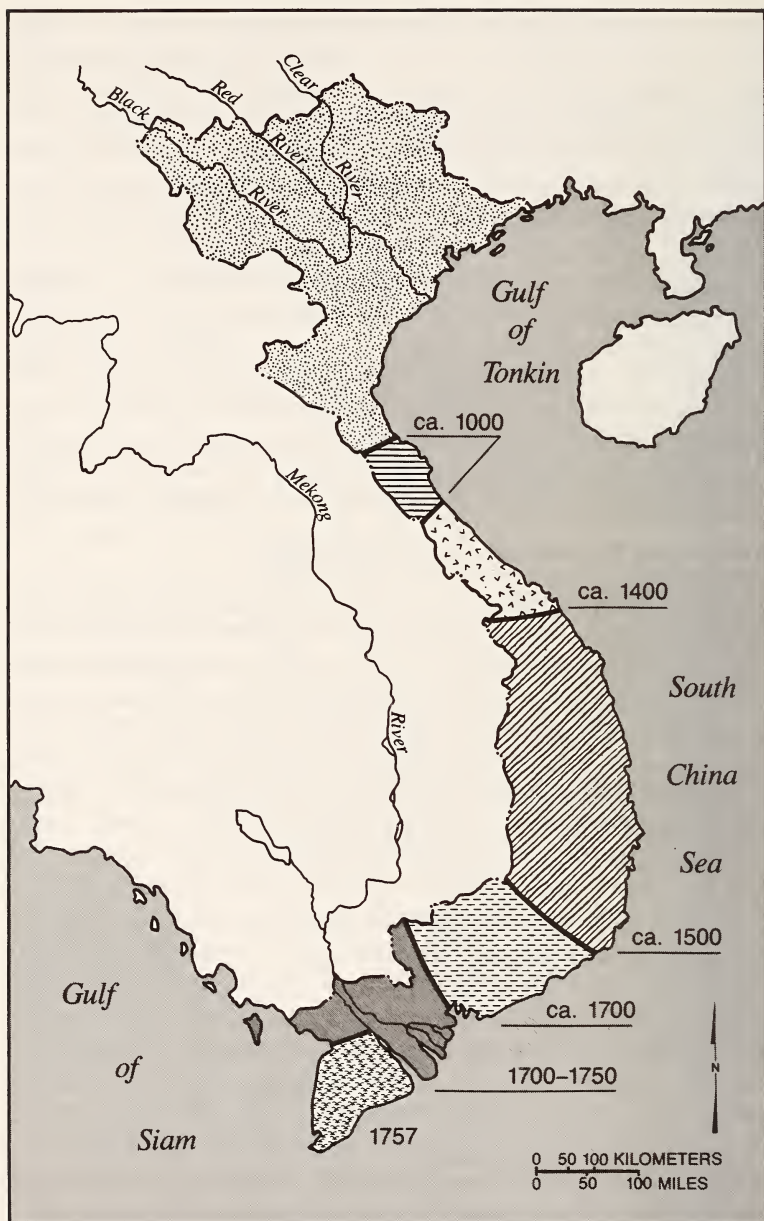 Clear
River
Red
River
Black
River
Gulf
of
Tonkin
ca. 1000
Mekong
River
ca. 1400
South
China
Sea
ca. 1500
ca. 1700
1700–1750
1757
Gulf
of
Siam
N
0 50 100 KILOMETERS
0 50 100 MILES